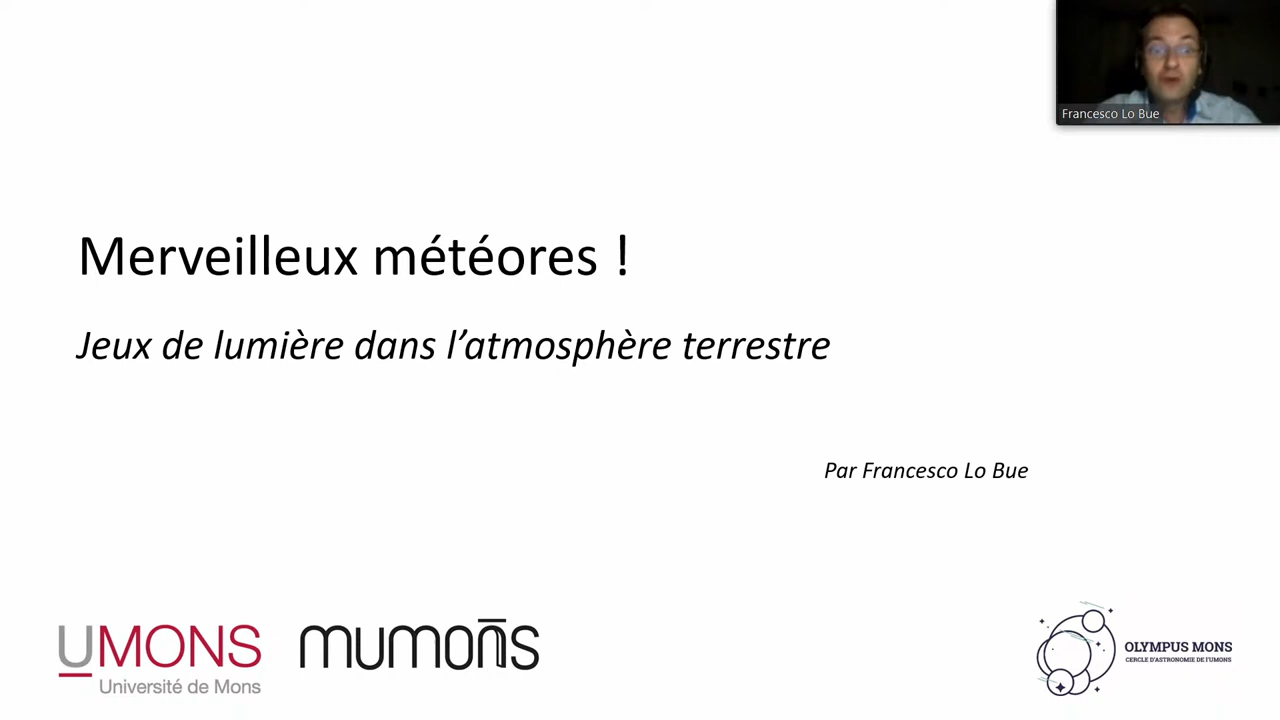 Francesco Lo Bue
Merveilleux météores !
Jeux de lumière dans l’atmosphère terrestre
Par Francesco Lo Bue
UMONS
Université de Mons
mumons
OLYMPUS MONS
CERCLE D'ASTRONOMIE DE L'UMONS